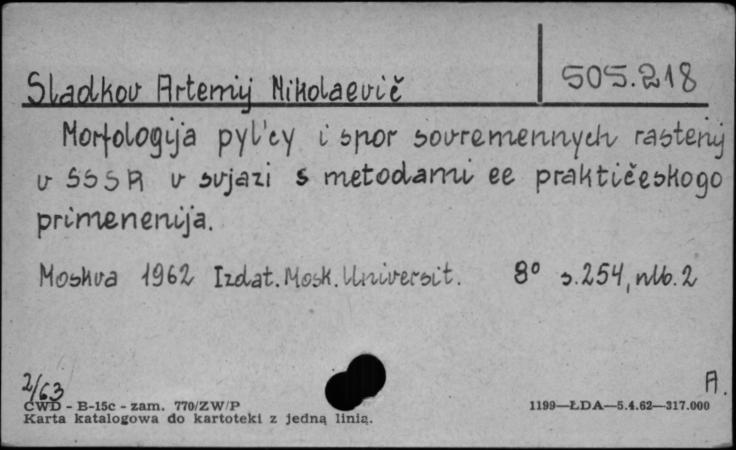 Sladkov Artemij Nikolaevič
505.218
Morfologija pyl'cy i spor sovremennych rastenij
v SSSR v svjazi s metodami ee praktičeskogo
primenenija.
Moskva 1962 Izdat. Mosk. Universit. 8° s. 254, nlb. 2
2/63
A.
CWD - B-15c - zam. 770/ZW/P
1199—ŁDA—5.4.62—317.000
Karta katalogowa do kartoteki z jedną linią.